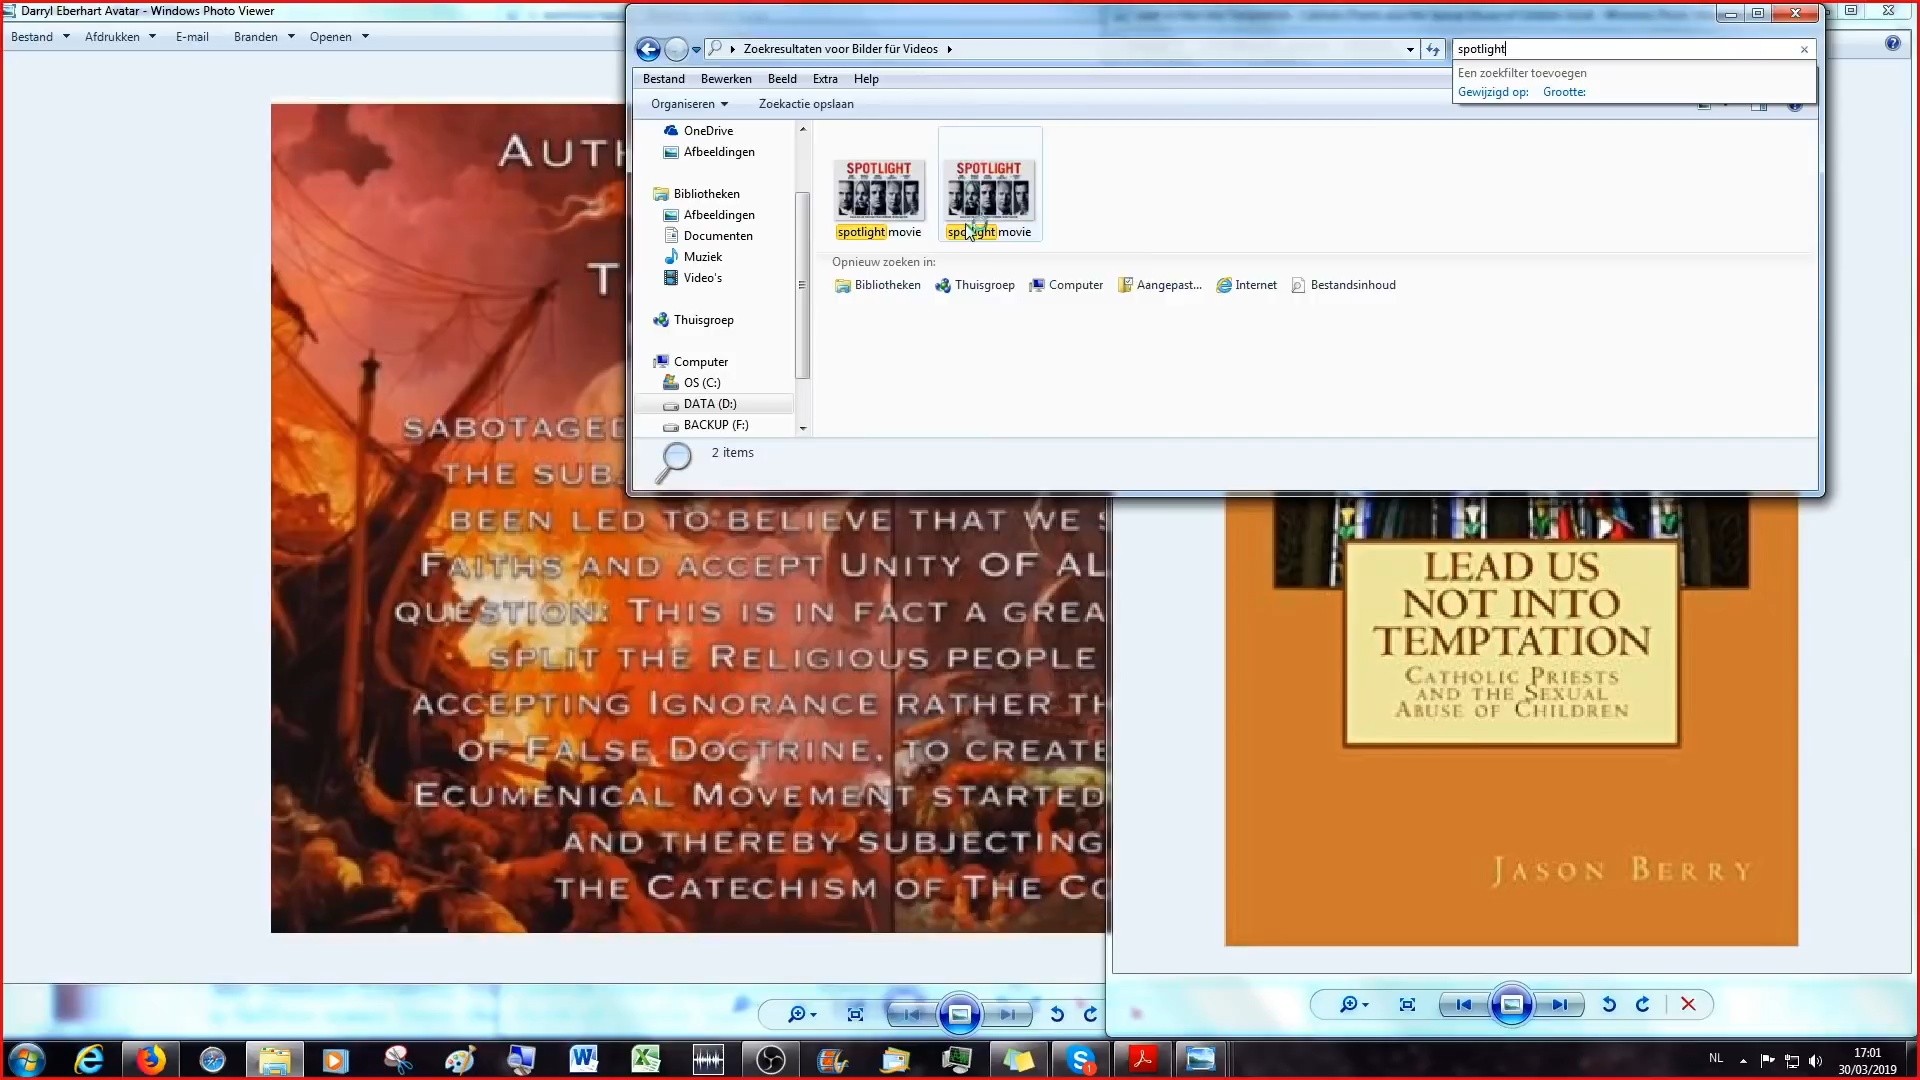 Darryl Eberhart Avatar - Windows Photo Viewer
Bestand Afdrukken E-mail Branden Openen
Zoekresultaten voor Bilder für Videos
spotlight
Een zoekfilter toevoegen
Gewijzigd op: Grootte:
Bestand Bewerken Beeld Extra Help
Organiseren Zoekactie opslaan
OneDrive
Afbeeldingen
Bibliotheken
Afbeeldingen
Documenten
Muziek
Video's
Thuisgroep
Computer
OS (C:)
DATA (D:)
BACKUP (F:)
SPOTLIGHT
spotlight movie
SPOTLIGHT
spotlight movie
Opnieuw zoeken in:
Bibliotheken Thuisgroep Computer Aangepast... Internet Bestandsinhoud
2 items
AUTH
T
SABOTAGED
THE SUB
BEEN LED TO BELIEVE THAT WE S
FAITHS AND ACCEPT UNITY OF AL
QUESTION: THIS IS IN FACT A GREA
SPLIT THE RELIGIOUS PEOPLE
ACCEPTING IGNORANCE RATHER TH
OF FALSE DOCTRINE, TO CREATE
ECUMENICAL MOVEMENT STARTED
AND THEREBY SUBJECTING
THE CATECHISM OF THE CO
LEAD US
NOT INTO
TEMPTATION
CATHOLIC PRIESTS
AND THE SEXUAL
ABUSE OF CHILDREN
JASON BERRY
NL
17:01
30/03/2019